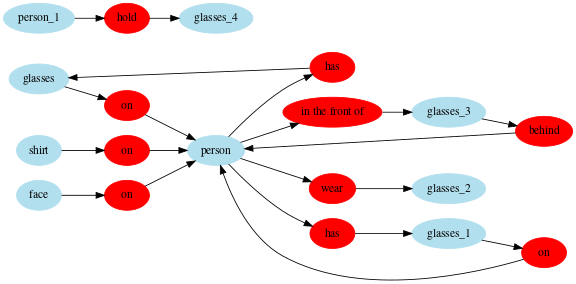 person_1 hold glasses_4
has
glasses
on
in the front of glasses_3
behind
shirt on person
wear glasses_2
face on
has glasses_1
on